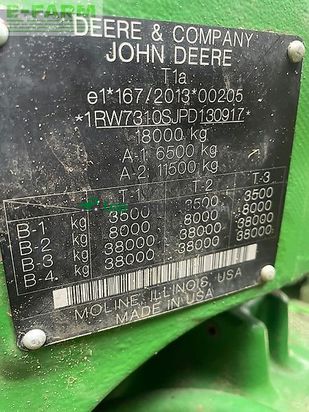 E-FARM
DEERE & COMPANY
JOHN DEERE
T1a
e1*167/2013*00205
*1RW7310SJPD130917*
18000 kg
A-1: 6500 kg
A-2: 11500 kg
T-1 T-2 T-3
B-1 kg 3500 3500 3500
B-2 kg 8000 8000 8000
B-3 kg 38000 38000 38000
B-4 kg 38000 38000 38000
MOLINE, ILLINOIS, USA
MADE IN USA